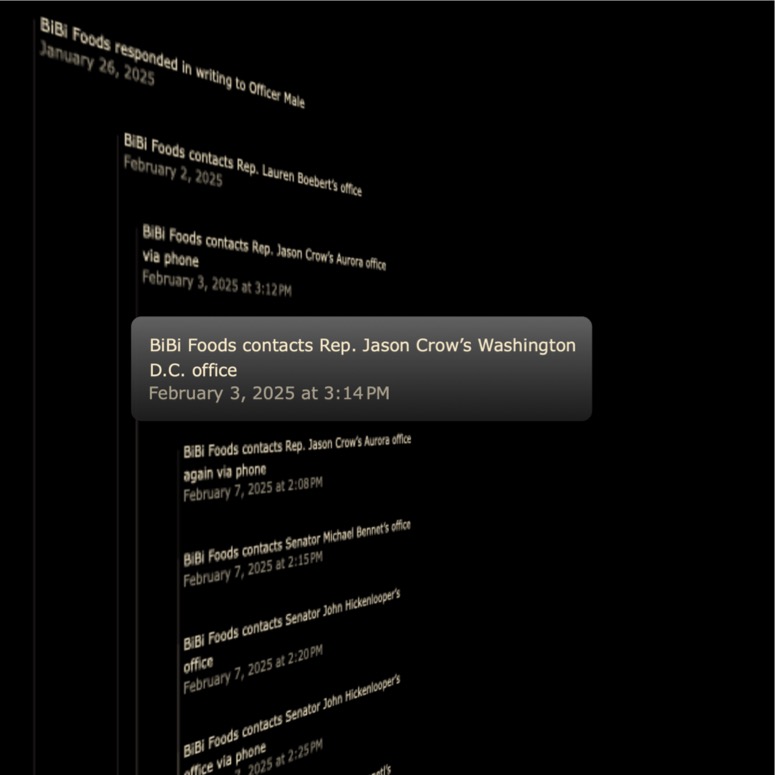 BiBi Foods responded in writing to Officer Male
January 26, 2025
BiBi Foods contacts Rep. Lauren Boebert's office
February 2, 2025
BiBi Foods contacts Rep. Jason Crow's Aurora office
via phone
February 3, 2025 at 3:12 PM
BiBi Foods contacts Rep. Jason Crow's Washington
D.C. office
February 3, 2025 at 3:14 PM
BiBi Foods contacts Rep. Jason Crow's Aurora office
again via phone
February 7, 2025 at 2:08 PM
BiBi Foods contacts Senator Michael Bennet's office
February 7, 2025 at 2:15 PM
BiBi Foods contacts Senator John Hickenlooper's
office
February 7, 2025 at 2:20 PM
BiBi Foods contacts Senator John Hickenlooper's
office via phone
7, 2025 at 2:25 PM